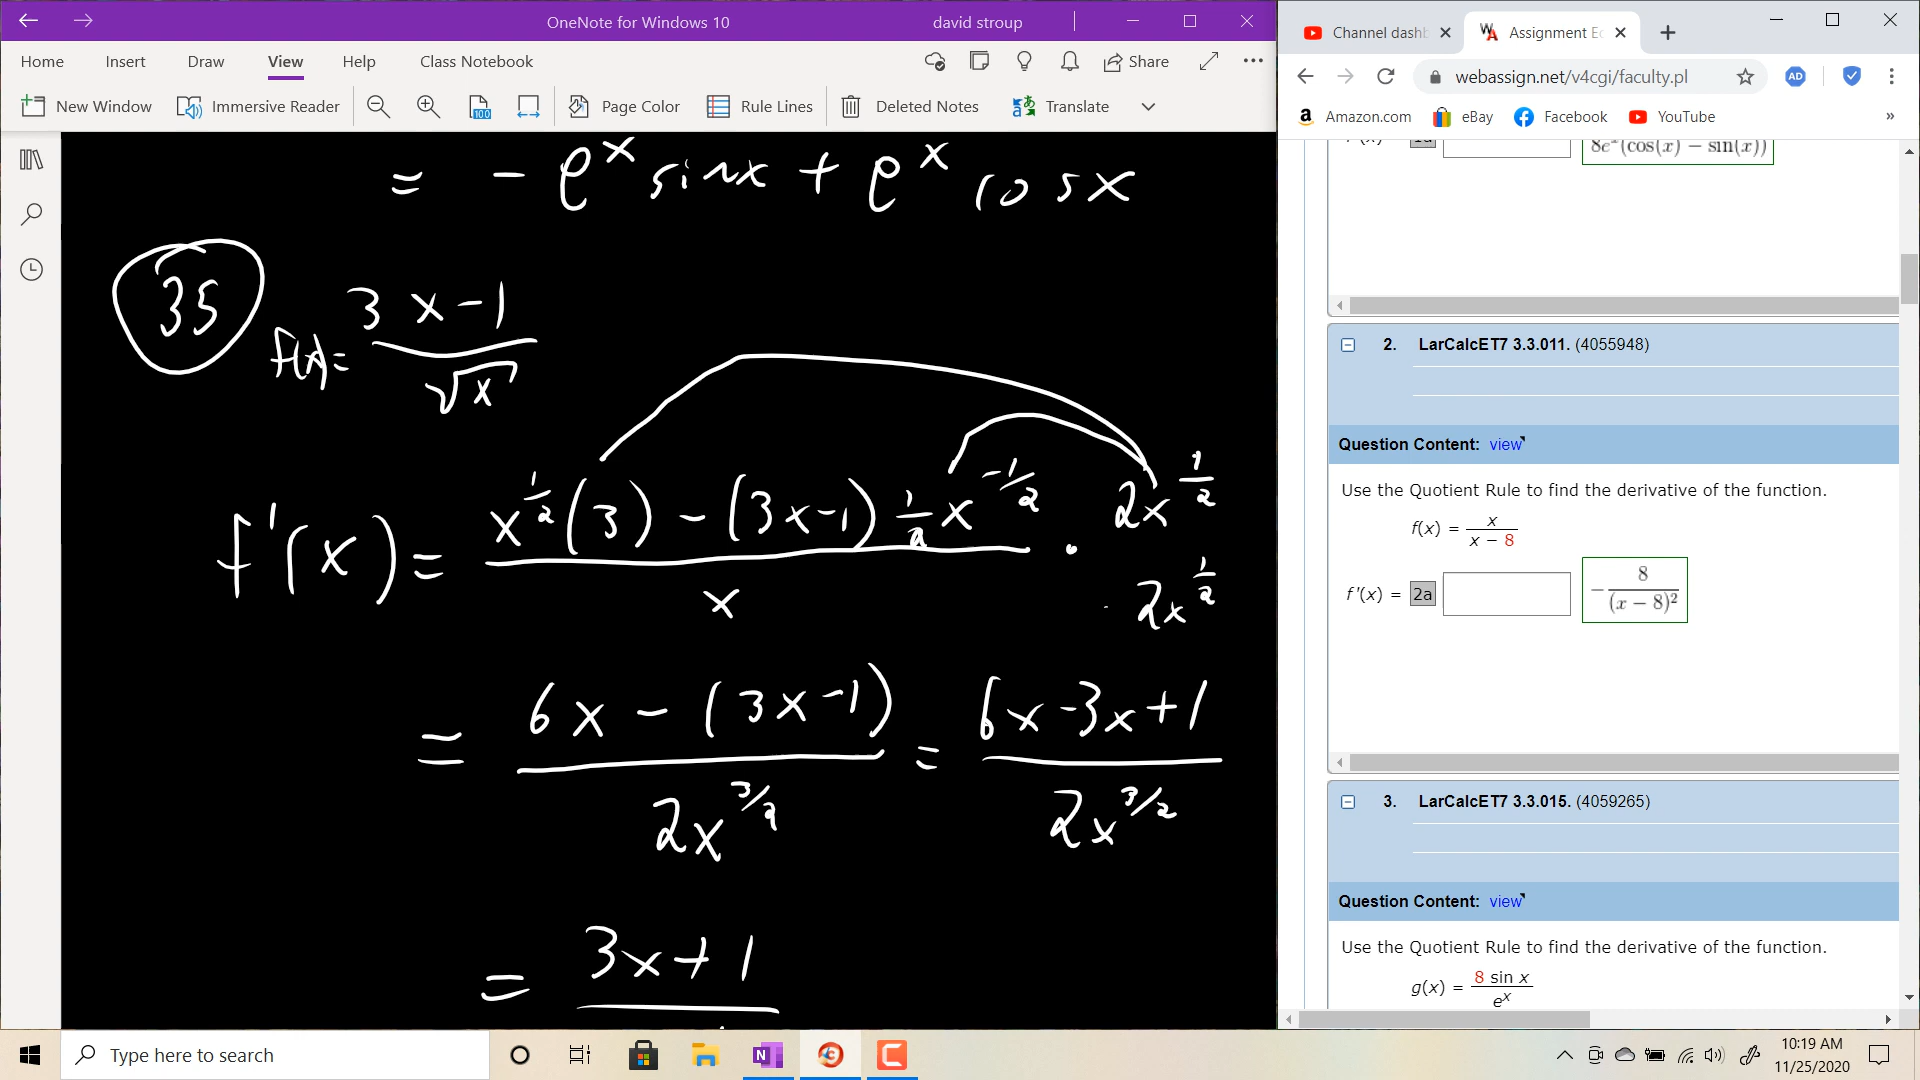 OneNote for Windows 10
david stroup
Home Insert Draw View Help Class Notebook Share
New Window Immersive Reader 100 Page Color Rule Lines Deleted Notes Translate
= - e^x sin x + e^x cos x
35 f(x) = (3x-1)/√x
f'(x) = (x^(1/2)(3) - (3x-1) 1/2 x^(-1/2))/x · 2x^(1/2)/2x^(1/2)
= (6x - (3x-1))/2x^(3/2) = (6x-3x+1)/2x^(3/2)
= 3x+1
Type here to search
Channel dashb Assignment Ec
webassign.net/v4cgi/faculty.pl AD
a Amazon.com eBay Facebook YouTube »
8e^x(cos(x) − sin(x))
2. LarCalcET7 3.3.011. (4055948)
Question Content: view
Use the Quotient Rule to find the derivative of the function.
f(x) = x/(x − 8)
f'(x) = 2a −8/(x − 8)²
3. LarCalcET7 3.3.015. (4059265)
Question Content: view
Use the Quotient Rule to find the derivative of the function.
g(x) = 8 sin x/e^x
10:19 AM
11/25/2020